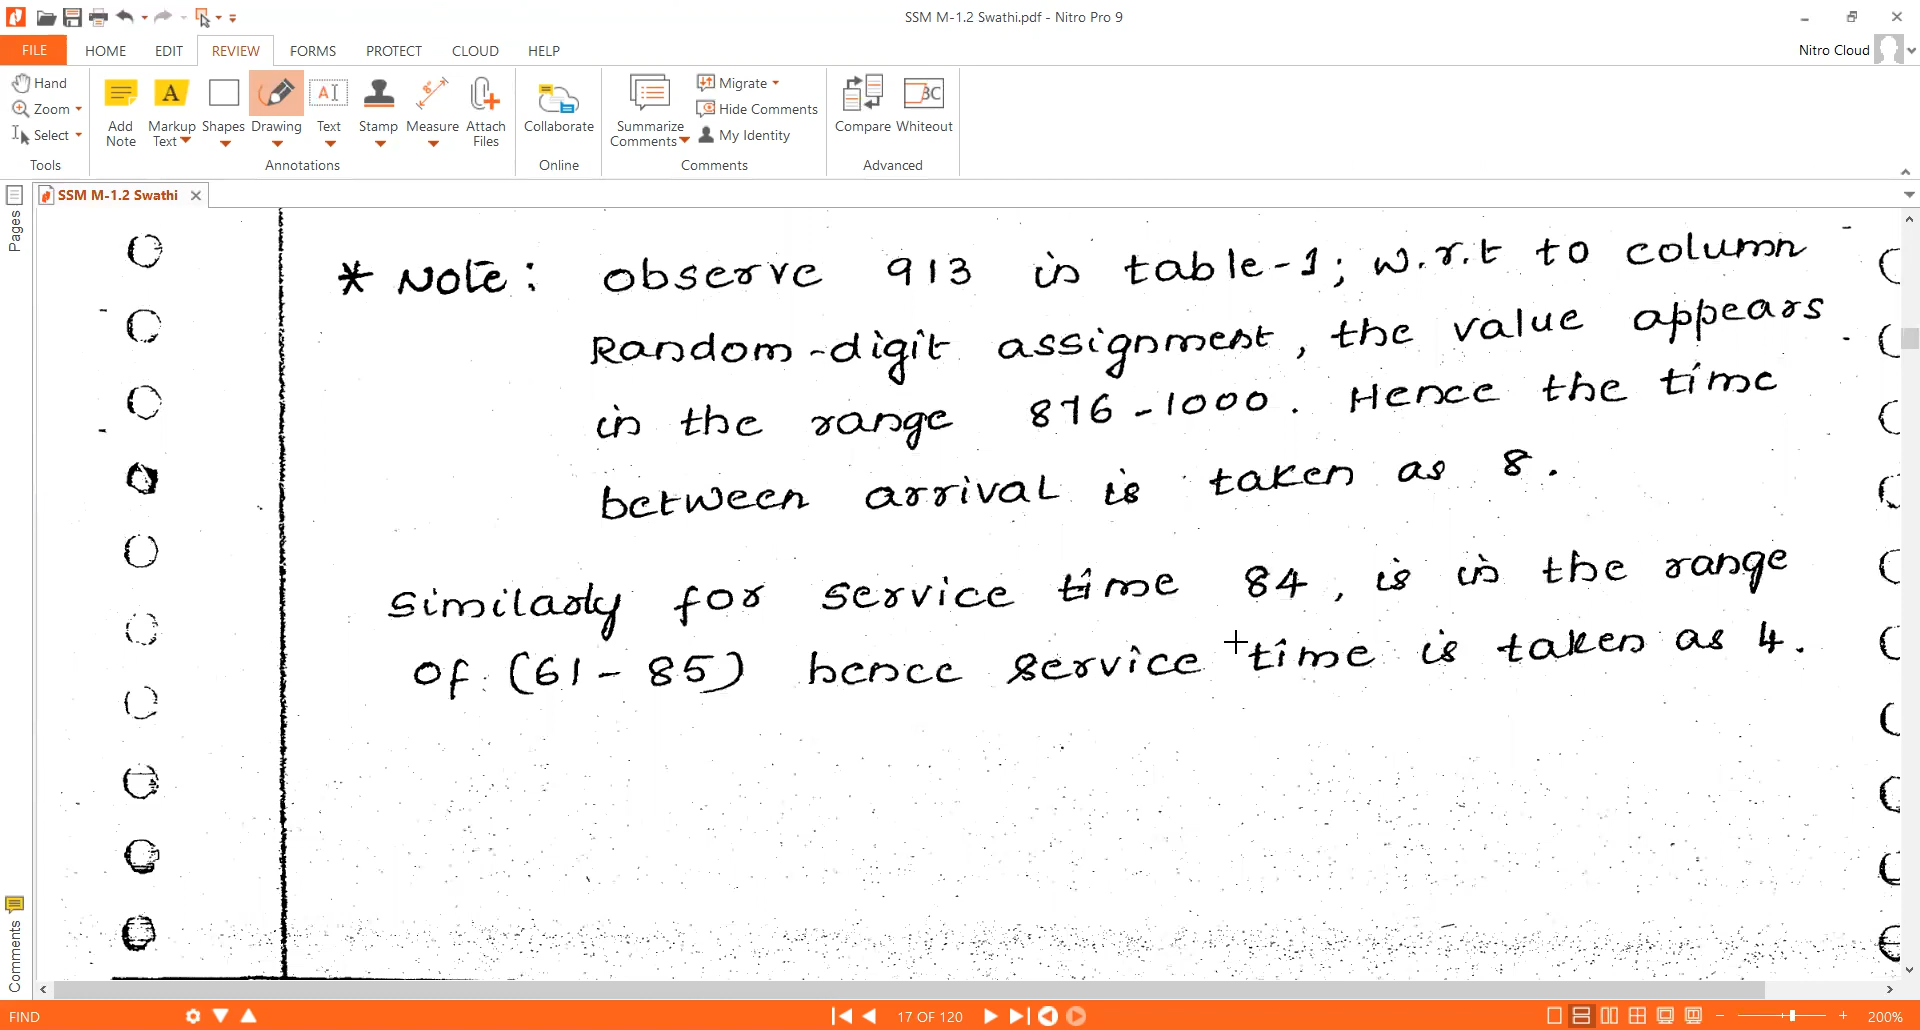 SSM M-1.2 Swathi.pdf - Nitro Pro 9
FILE HOME EDIT REVIEW FORMS PROTECT CLOUD HELP
Nitro Cloud
Hand
Zoom
Select
Tools
Add Note
Markup Text
Shapes
Drawing
Text
Stamp
Measure
Attach Files
Annotations
Collaborate
Online
Summarize Comments
Migrate
Hide Comments
My Identity
Comments
Compare
Whiteout
Advanced
SSM M-1.2 Swathi
Pages
* Note: observe 913 in table-1; w.r.t to column
Random-digit assignment, the value appears
in the range 876-1000. Hence the time
between arrival is taken as 8.
Similarly for service time 84, is in the range
of (61-85) hence service time is taken as 4.
Comments
FIND
17 OF 120
200%